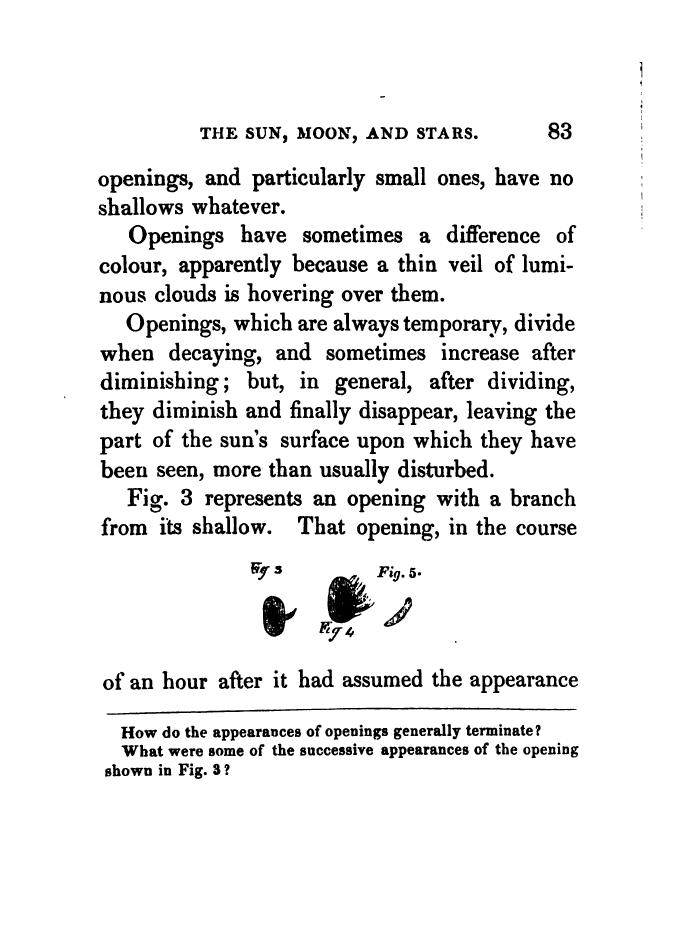 THE SUN, MOON, AND STARS. 83
openings, and particularly small ones, have no
shallows whatever.
Openings have sometimes a difference of
colour, apparently because a thin veil of lumi-
nous clouds is hovering over them.
Openings, which are always temporary, divide
when decaying, and sometimes increase after
diminishing; but, in general, after dividing,
they diminish and finally disappear, leaving the
part of the sun's surface upon which they have
been seen, more than usually disturbed.
Fig. 3 represents an opening with a branch
from its shallow. That opening, in the course
Fig 3
Fig. 5.
Fig 4
of an hour after it had assumed the appearance
How do the appearances of openings generally terminate?
What were some of the successive appearances of the opening
shown in Fig. 3?